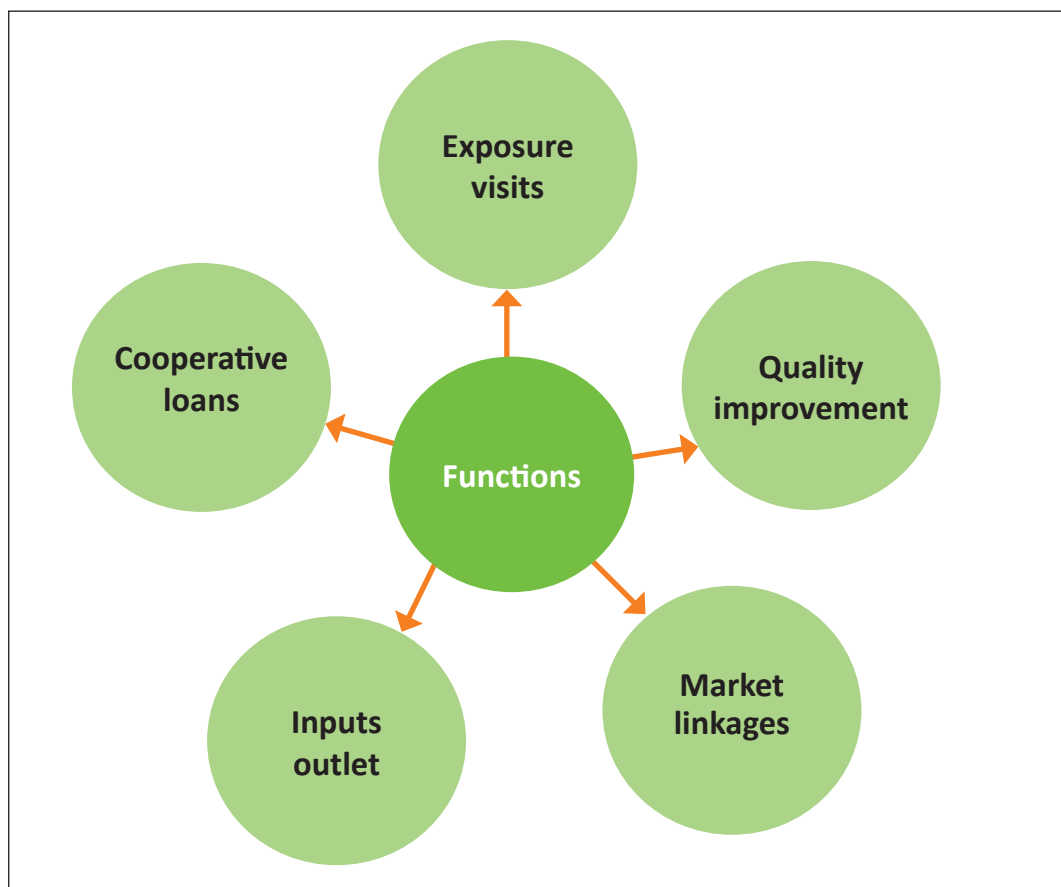 Exposure
visits
Quality
improvement
Market
linkages
Inputs
outlet
Cooperative
loans
Functions